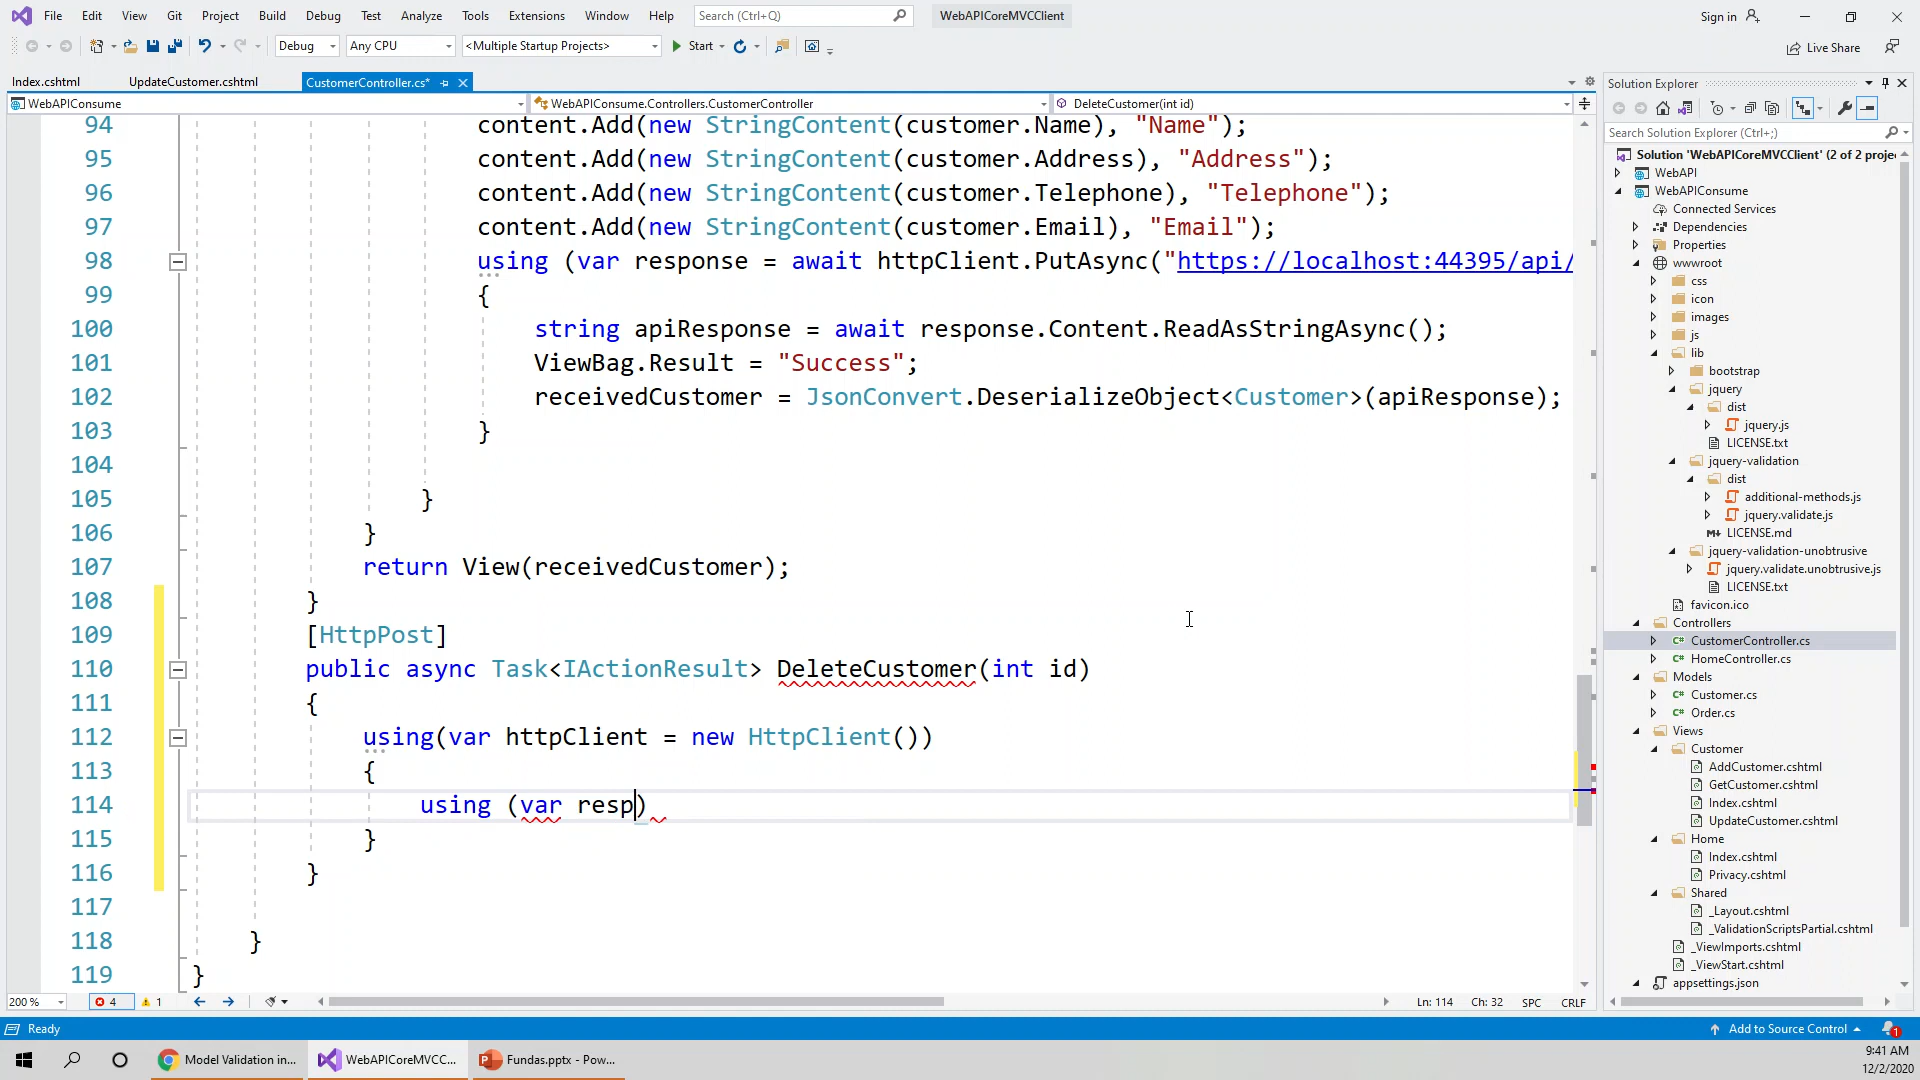 File Edit View Git Project Build Debug Test Analyze Tools Extensions Window Help Search (Ctrl+Q) WebAPICoreMVCClient Sign in
Debug Any CPU <Multiple Startup Projects> Start Live Share
Index.cshtml UpdateCustomer.cshtml CustomerController.cs*
WebAPIConsume WebAPIConsume.Controllers.CustomerController DeleteCustomer(int id)
94 content.Add(new StringContent(customer.Name), "Name");
95 content.Add(new StringContent(customer.Address), "Address");
96 content.Add(new StringContent(customer.Telephone), "Telephone");
97 content.Add(new StringContent(customer.Email), "Email");
98 using (var response = await httpClient.PutAsync("https://localhost:44395/api/
99 {
100 string apiResponse = await response.Content.ReadAsStringAsync();
101 ViewBag.Result = "Success";
102 receivedCustomer = JsonConvert.DeserializeObject<Customer>(apiResponse);
103 }
104
105 }
106 }
107 return View(receivedCustomer);
108 }
109 [HttpPost]
110 public async Task<IActionResult> DeleteCustomer(int id)
111 {
112 using(var httpClient = new HttpClient())
113 {
114 using (var resp)
115 }
116 }
117
118 }
119 }
200 % 4 1 Ln: 114 Ch: 32 SPC CRLF
Solution Explorer
Search Solution Explorer (Ctrl+;)
Solution 'WebAPICoreMVCClient' (2 of 2 proje
WebAPI
WebAPIConsume
Connected Services
Dependencies
Properties
wwwroot
css
icon
images
js
lib
bootstrap
jquery
dist
jquery.js
LICENSE.txt
jquery-validation
dist
additional-methods.js
jquery.validate.js
LICENSE.md
jquery-validation-unobtrusive
jquery.validate.unobtrusive.js
LICENSE.txt
favicon.ico
Controllers
CustomerController.cs
HomeController.cs
Models
Customer.cs
Order.cs
Views
Customer
AddCustomer.cshtml
GetCustomer.cshtml
Index.cshtml
UpdateCustomer.cshtml
Home
Index.cshtml
Privacy.cshtml
Shared
_Layout.cshtml
_ValidationScriptsPartial.cshtml
_ViewImports.cshtml
_ViewStart.cshtml
appsettings.json
Ready Add to Source Control 1
Model Validation in... WebAPICoreMVCC... Fundas.pptx - Pow... 9:41 AM
12/2/2020